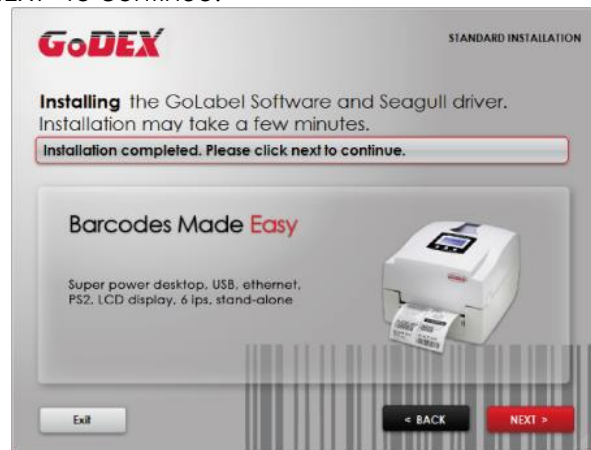 GoDEX
STANDARD INSTALLATION
Installing the GoLabel Software and Seagull driver.
Installation may take a few minutes.
Installation completed. Please click next to continue.
Barcodes Made Easy
Super power desktop, USB, ethernet,
PS2, LCD display, 6 ips, stand-alone
Exit
< BACK
NEXT >